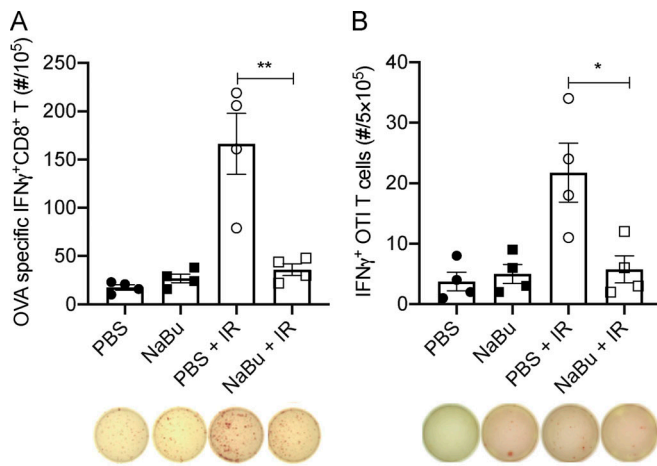 A
OVA specific IFNγ⁺CD8⁺ T (#/10⁵)
250
200
150
100
50
0
**
PBS
NaBu
PBS + IR
NaBu + IR
B
IFNγ⁺ OTI T cells (#/5×10⁵)
40
30
20
10
0
*
PBS
NaBu
PBS + IR
NaBu + IR